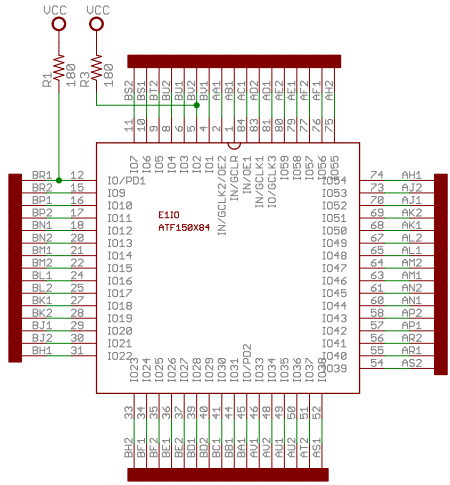 VCC
VCC
R1
180
R3
180
BS2
BS1
BT2
BU2
BU1
BV2
BV1
AA1
AB1
AC1
AD2
AD1
AE2
AE1
AF2
AF1
AH2
11
10
9
8
6
5
4
2
1
84
83
81
80
79
77
76
75
IO7
IO6
IO5
IO4
IO3
IO2
IO1
IN/GCLK2/OE2
IN/GCLR
IN/OE1
IN/GCLK1
IO/GCLK3
IO59
IO58
IO57
IO56
IO55
E1IO
ATF150X84
BR1 12 IO/PD1
BR2 15 IO9
BP1 16 IO10
BP2 17 IO11
BN1 18 IO12
BN2 20 IO13
BM1 21 IO14
BM2 22 IO15
BL1 24 IO16
BL2 25 IO17
BK1 27 IO18
BK2 28 IO19
BJ1 29 IO20
BJ2 30 IO21
BH1 31 IO22
IO54 74 AH1
IO53 73 AJ2
IO52 70 AJ1
IO51 69 AK2
IO50 68 AK1
IO49 67 AL2
IO48 65 AL1
IO47 64 AM2
IO46 63 AM1
IO45 61 AN2
IO44 60 AN1
IO43 58 AP2
IO42 57 AP1
IO41 56 AR2
IO40 55 AR1
IO39 54 AS2
IO23
IO24
IO25
IO26
IO27
IO28
IO29
IO30
IO31
IO/PD2
IO33
IO34
IO35
IO36
IO37
IO38
33
34
35
36
37
39
40
41
44
45
46
48
49
50
51
52
BH2
BF1
BF2
BE1
BE2
BD1
BD2
BC1
BB1
BA1
AV1
AV2
AU1
AU2
AT2
AS1